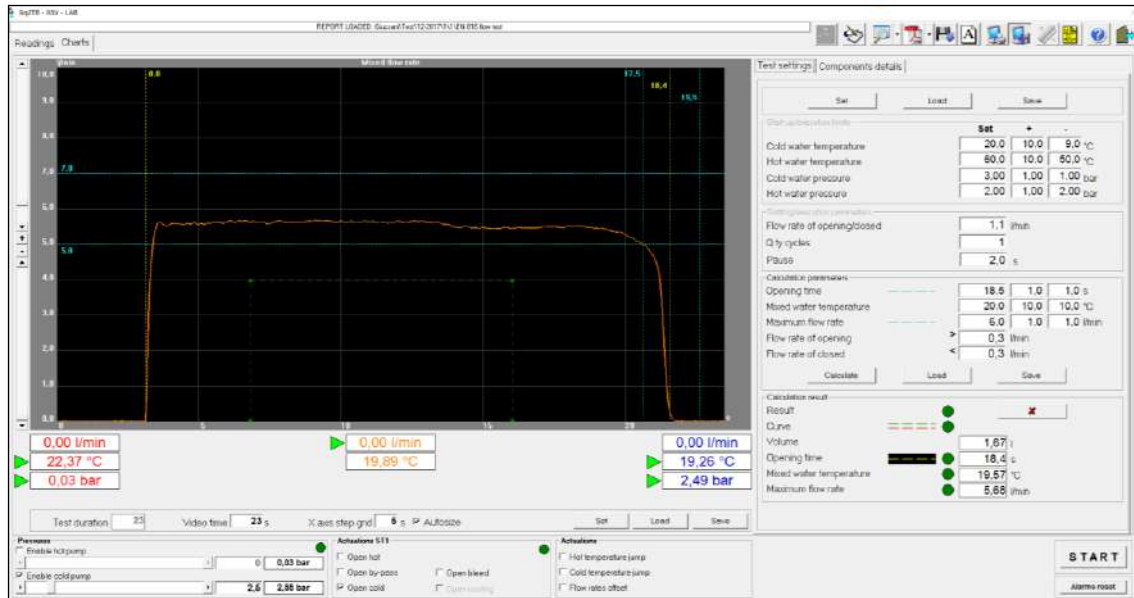 REPORT LOADED
Readings Charts
l/min Mixed flow rate
10,0
9,0
8,0
7,0
6,0
5,0
4,0
3,0
2,0
1,0
0,0
0,0
17,5
18,4
19,5
7,0
5,0
0 5 10 15 20 s
0,00 l/min 0,00 l/min 0,00 l/min
22,37 °C 19,89 °C 19,26 °C
0,03 bar 2,49 bar
Test duration 23 Video time 23 s X axis step grid 5 s Autosize Set Load Save
Pressures
Enable hot pump
0 0,03 bar
Enable cold pump
2,5 2,55 bar
Actuations ST1
Open hot
Open by-pass Open bleed
Open cold
Actuations
Hot temperature jump
Cold temperature jump
Flow rates offset
Test settings Components details
Set Load Save
Set + -
Cold water temperature 20,0 10,0 9,0 °C
Hot water temperature 60,0 10,0 50,0 °C
Cold water pressure 3,00 1,00 1,00 bar
Hot water pressure 2,00 1,00 2,00 bar
Flow rate of opening/closed 1,1 l/min
Q.ty cycles 1
Pause 2,0 s
Calculation parameters
Opening time 18,5 1,0 1,0 s
Mixed water temperature 20,0 10,0 10,0 °C
Maximum flow rate 6,0 1,0 1,0 l/min
Flow rate of opening > 0,3 l/min
Flow rate of closed < 0,3 l/min
Calculate Load Save
Calculation result
Result
Curve
Volume 1,67 l
Opening time 18,4 s
Mixed water temperature 19,57 °C
Maximum flow rate 5,68 l/min
START
Alarms reset